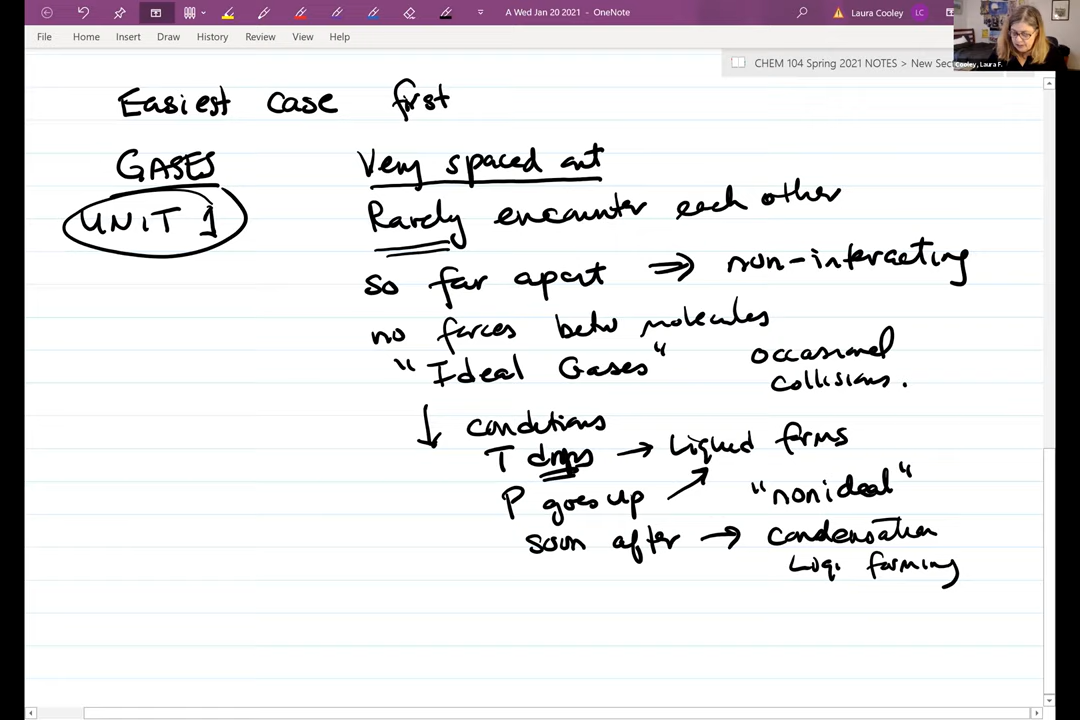 A Wed Jan 20 2021 - OneNote
Laura Cooley
LC
File Home Insert Draw History Review View Help
CHEM 104 Spring 2021 NOTES > New Sec
Cooley, Laura F.
Easiest case first
GASES Very spaced out
UNIT 1 Rarely encounter each other
so far apart ⇒ non-interacting
no forces betw molecules
"Ideal Gases" occasional
collisions.
↓ conditions
T drops → Liquid forms
P goes up ↗ "nonideal"
soon after → condensation
Liq. forming